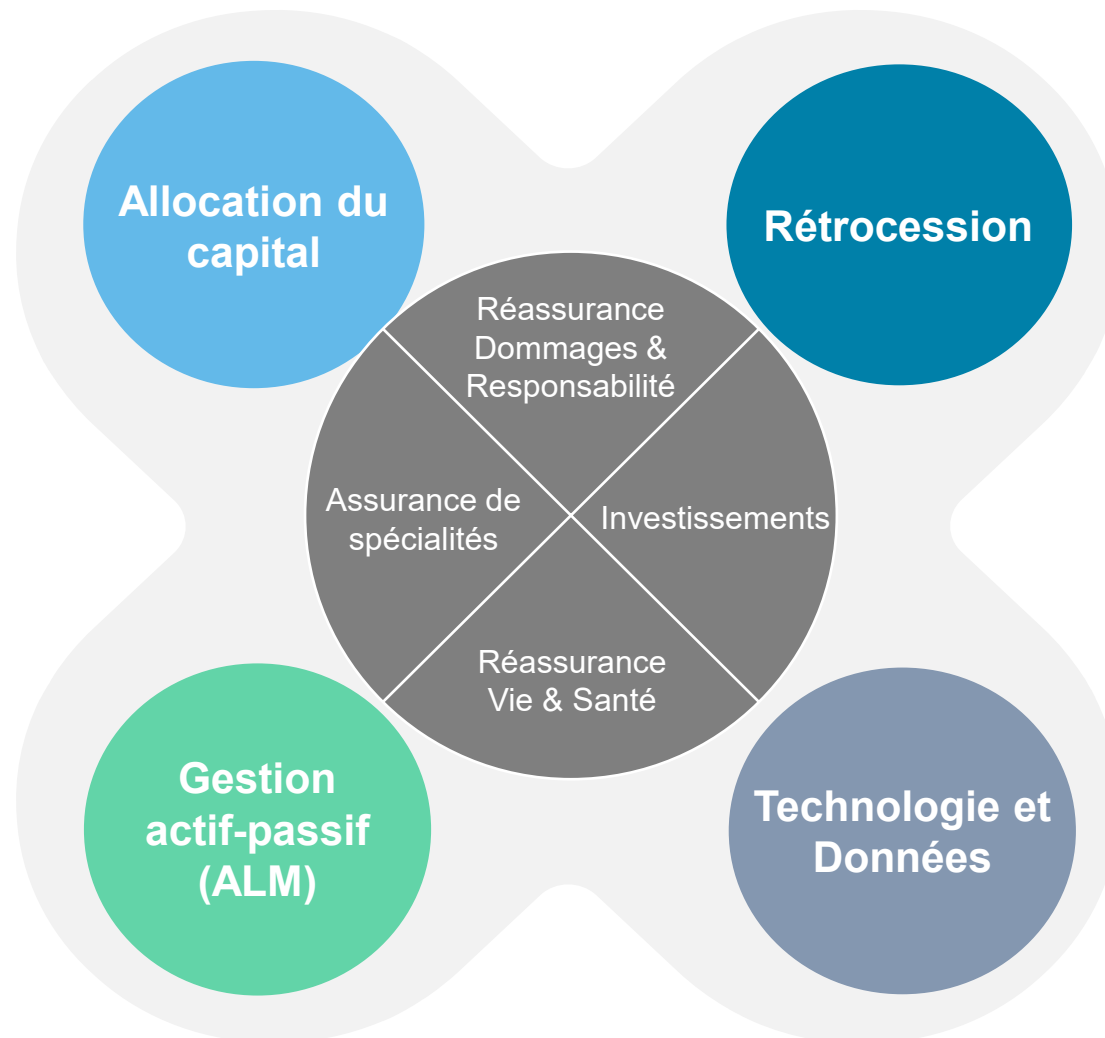 Allocation du
capital
Rétrocession
Réassurance
Dommages &
Responsabilité
Assurance de
spécialités
Investissements
Réassurance
Vie & Santé
Gestion
actif-passif
(ALM)
Technologie et
Données